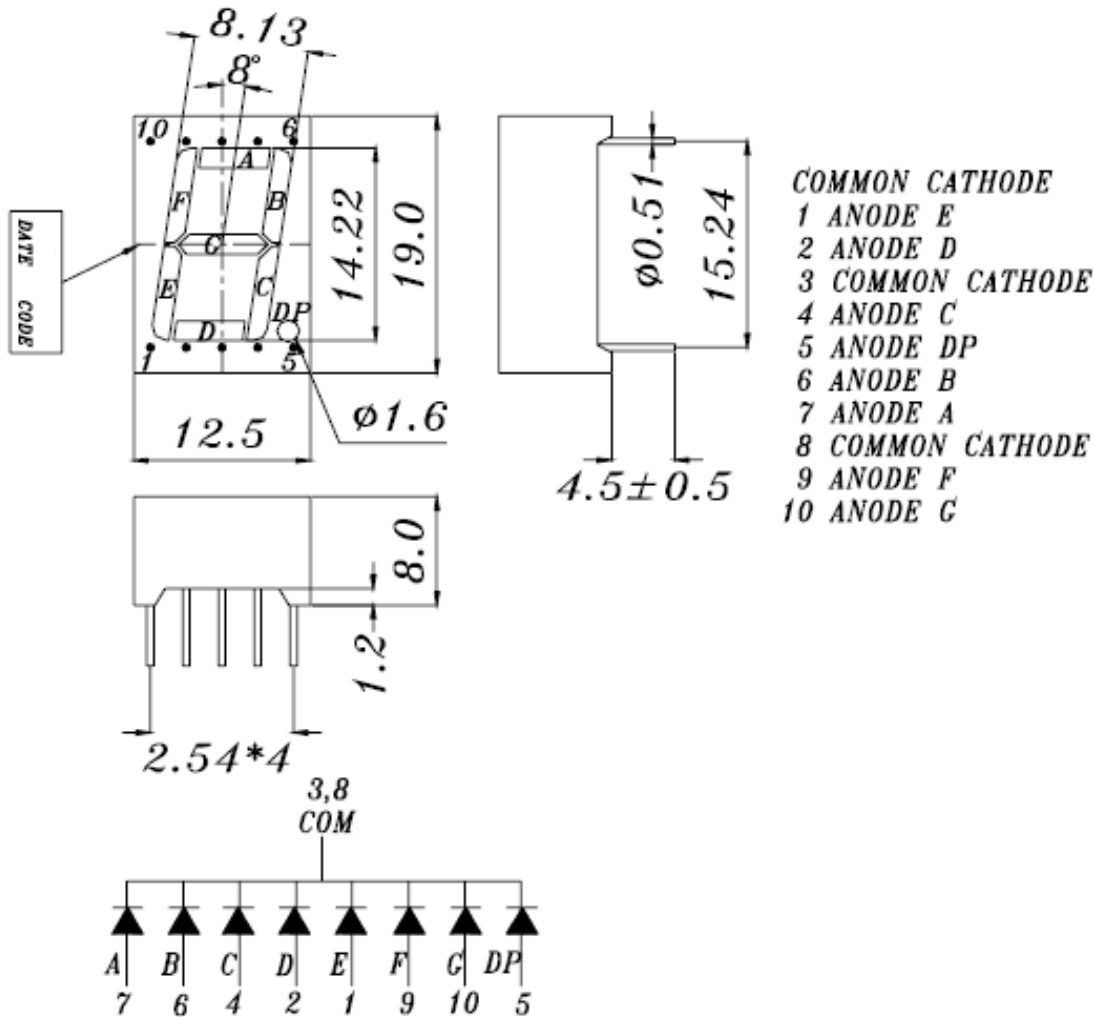 8.13
8°
10
6
A
F
B
G
E
C
DP
D
1
5
14.22
19.0
DATE CODE
12.5
ø1.6
ø0.51
15.24
4.5±0.5
COMMON CATHODE
1 ANODE E
2 ANODE D
3 COMMON CATHODE
4 ANODE C
5 ANODE DP
6 ANODE B
7 ANODE A
8 COMMON CATHODE
9 ANODE F
10 ANODE G
8.0
1.2
2.54*4
3,8
COM
A B C D E F G DP
7 6 4 2 1 9 10 5